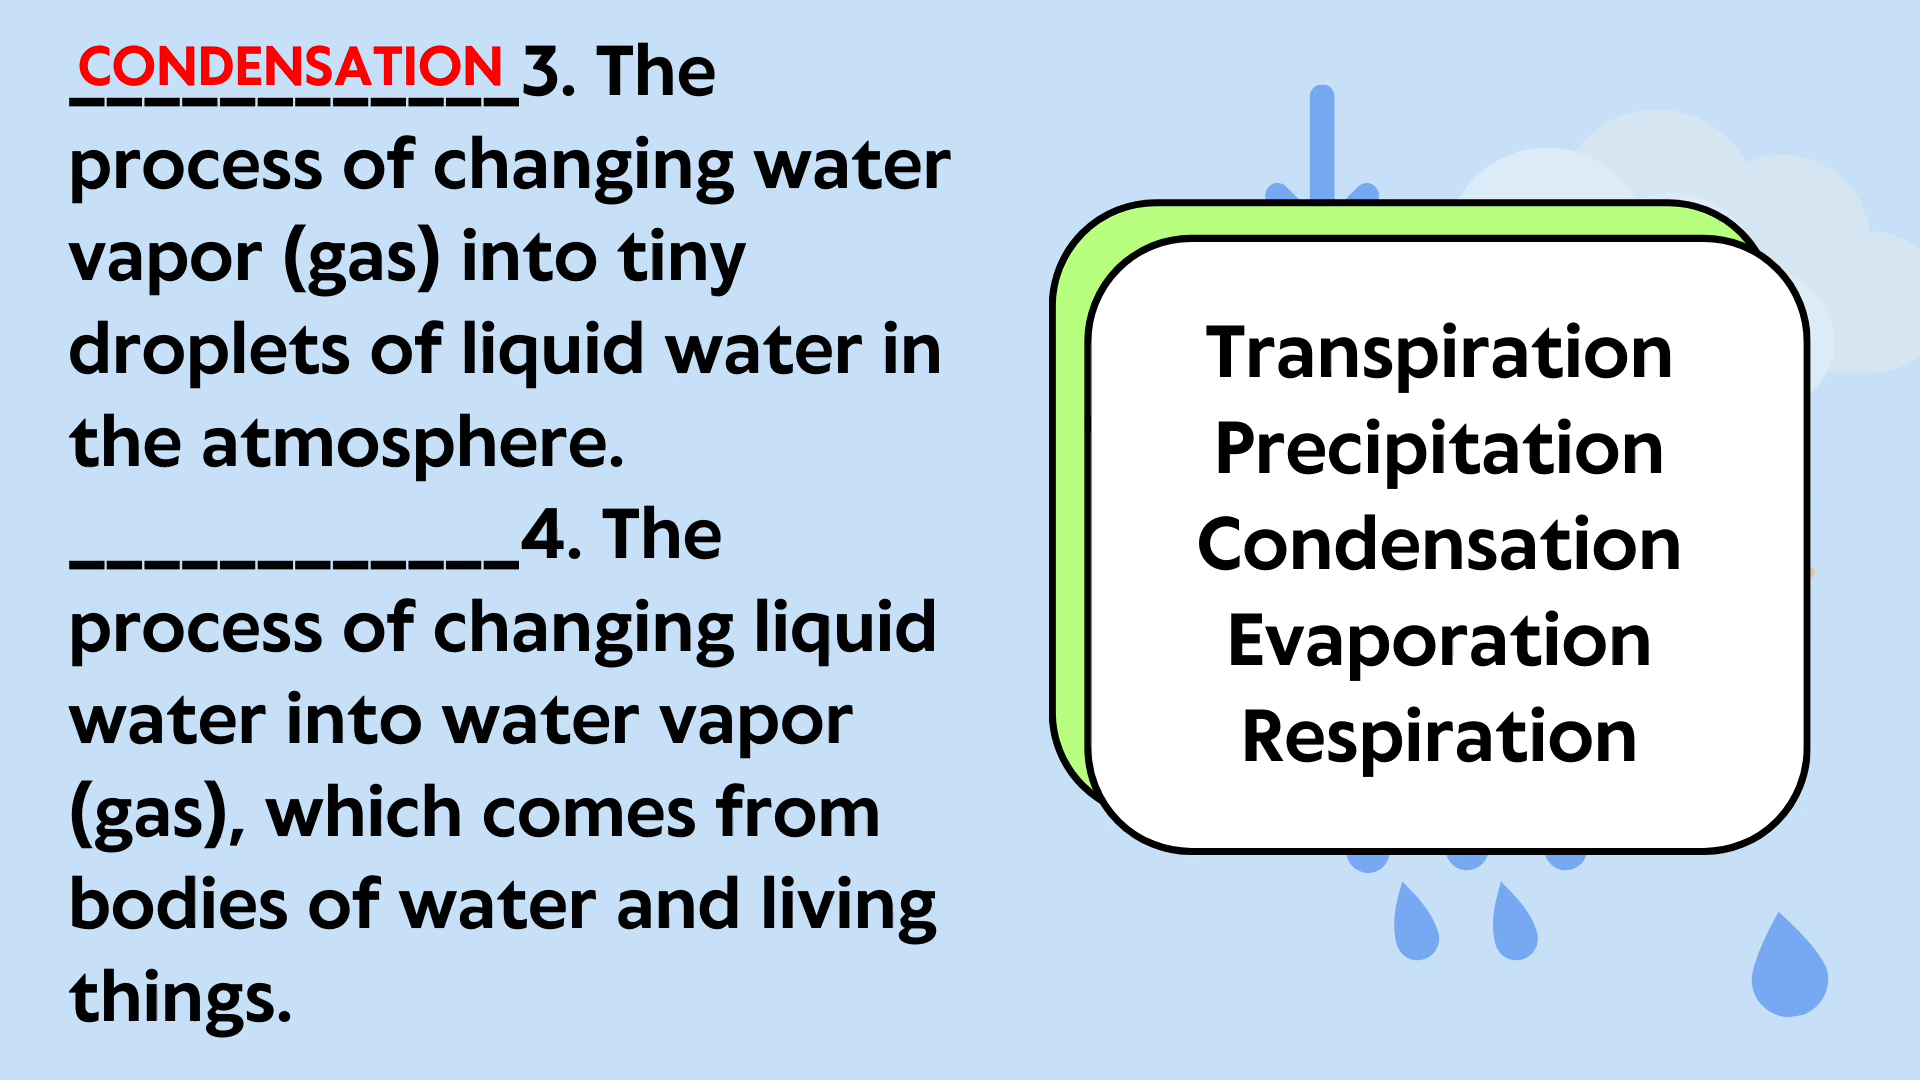 CONDENSATION
____________3. The
process of changing water
vapor (gas) into tiny
droplets of liquid water in
the atmosphere.
____________4. The
process of changing liquid
water into water vapor
(gas), which comes from
bodies of water and living
things.
Transpiration
Precipitation
Condensation
Evaporation
Respiration